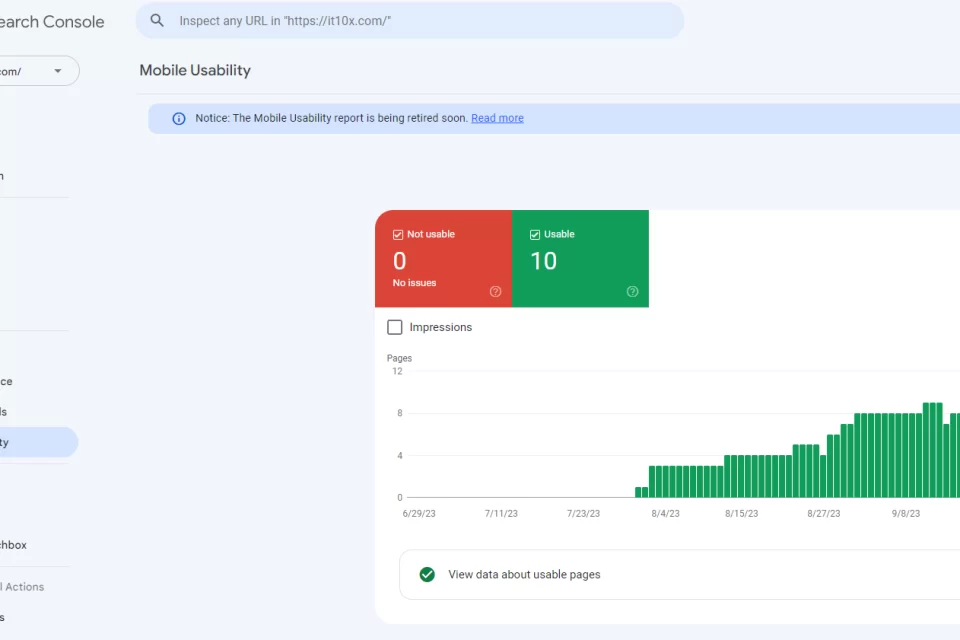 earch Console
Inspect any URL in "https://it10x.com/"
com/
Mobile Usability
Notice: The Mobile Usability report is being retired soon. Read more
n
Not usable
0
No issues
Usable
10
Impressions
Pages
12
8
4
0
6/29/23 7/11/23 7/23/23 8/4/23 8/15/23 8/27/23 9/8/23
ce
ls
ty
View data about usable pages
chbox
l Actions
s